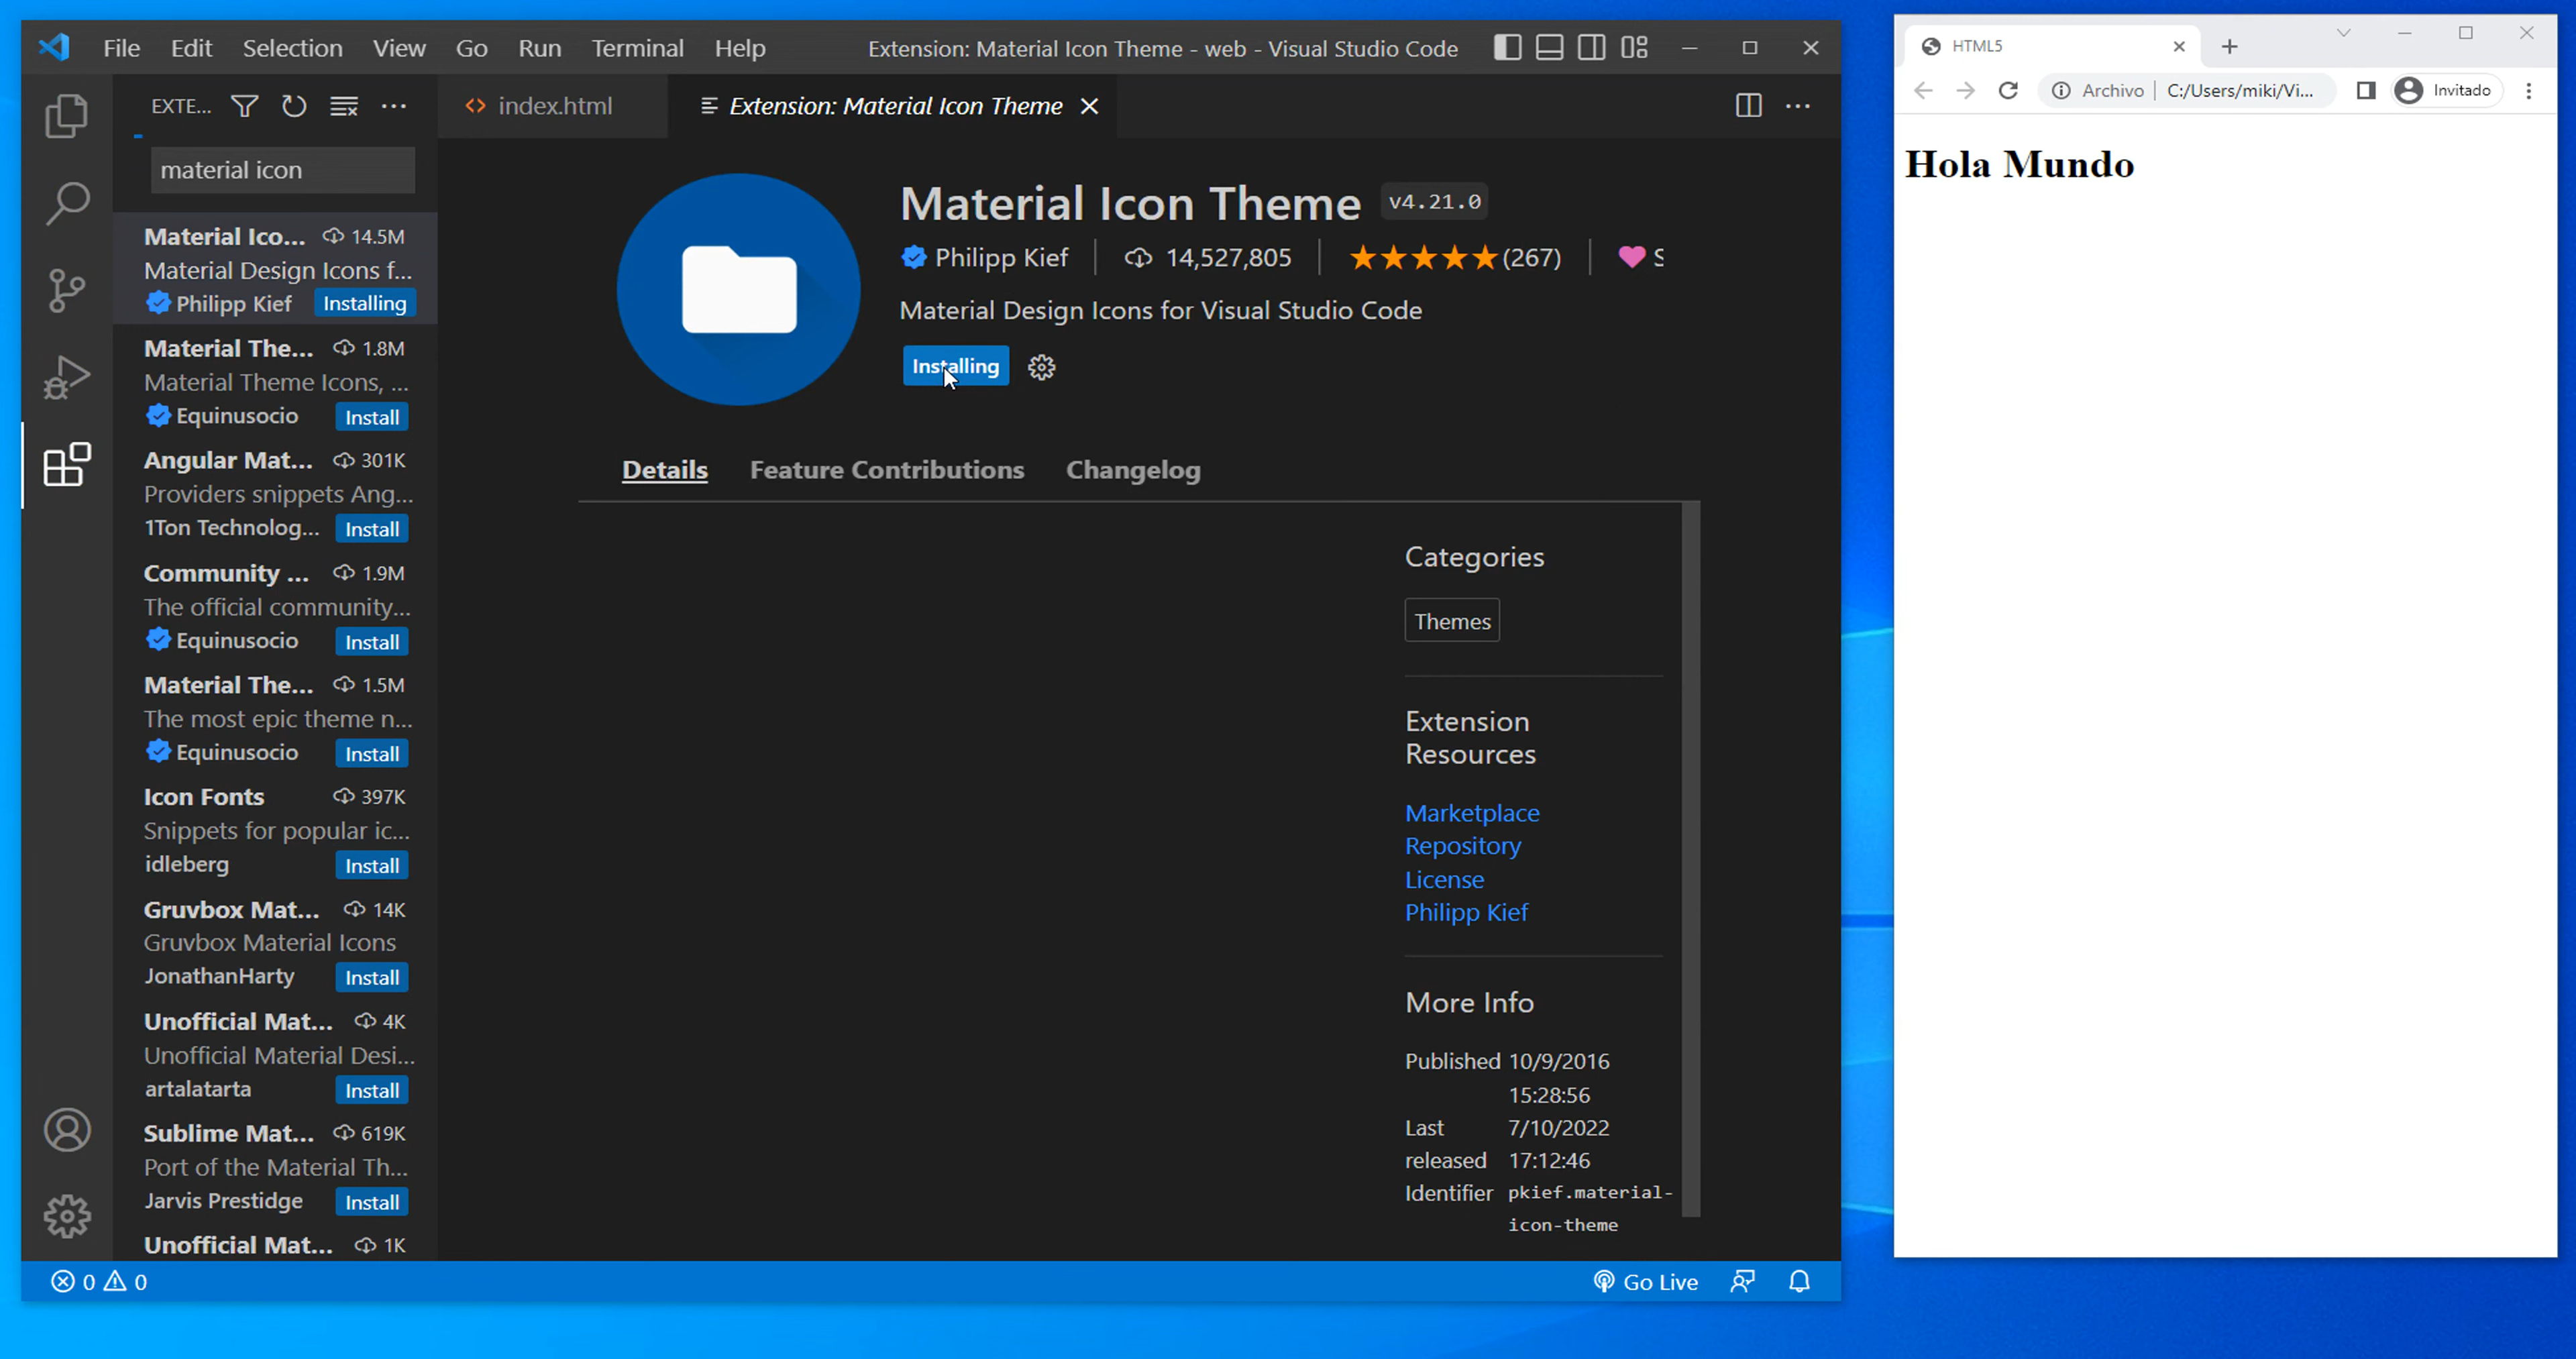 File Edit Selection View Go Run Terminal Help
Extension: Material Icon Theme - web - Visual Studio Code
EXTE...
material icon
Material Ico... 14.5M
Material Design Icons f...
Philipp Kief Installing
Material The... 1.8M
Material Theme Icons, ...
Equinusocio Install
Angular Mat... 301K
Providers snippets Ang...
1Ton Technolog... Install
Community ... 1.9M
The official community...
Equinusocio Install
Material The... 1.5M
The most epic theme n...
Equinusocio Install
Icon Fonts 397K
Snippets for popular ic...
idleberg Install
Gruvbox Mat... 14K
Gruvbox Material Icons
JonathanHarty Install
Unofficial Mat... 4K
Unofficial Material Desi...
artalatarta Install
Sublime Mat... 619K
Port of the Material Th...
Jarvis Prestidge Install
Unofficial Mat... 1K
index.html
Extension: Material Icon Theme
Material Icon Theme v4.21.0
Philipp Kief 14,527,805 (267) S
Material Design Icons for Visual Studio Code
Installing
Details Feature Contributions Changelog
Categories
Themes
Extension
Resources
Marketplace
Repository
License
Philipp Kief
More Info
Published 10/9/2016
15:28:56
Last 7/10/2022
released 17:12:46
Identifier pkief.material-
icon-theme
0 0
Go Live
HTML5
Archivo C:/Users/miki/Vi... Invitado
Hola Mundo